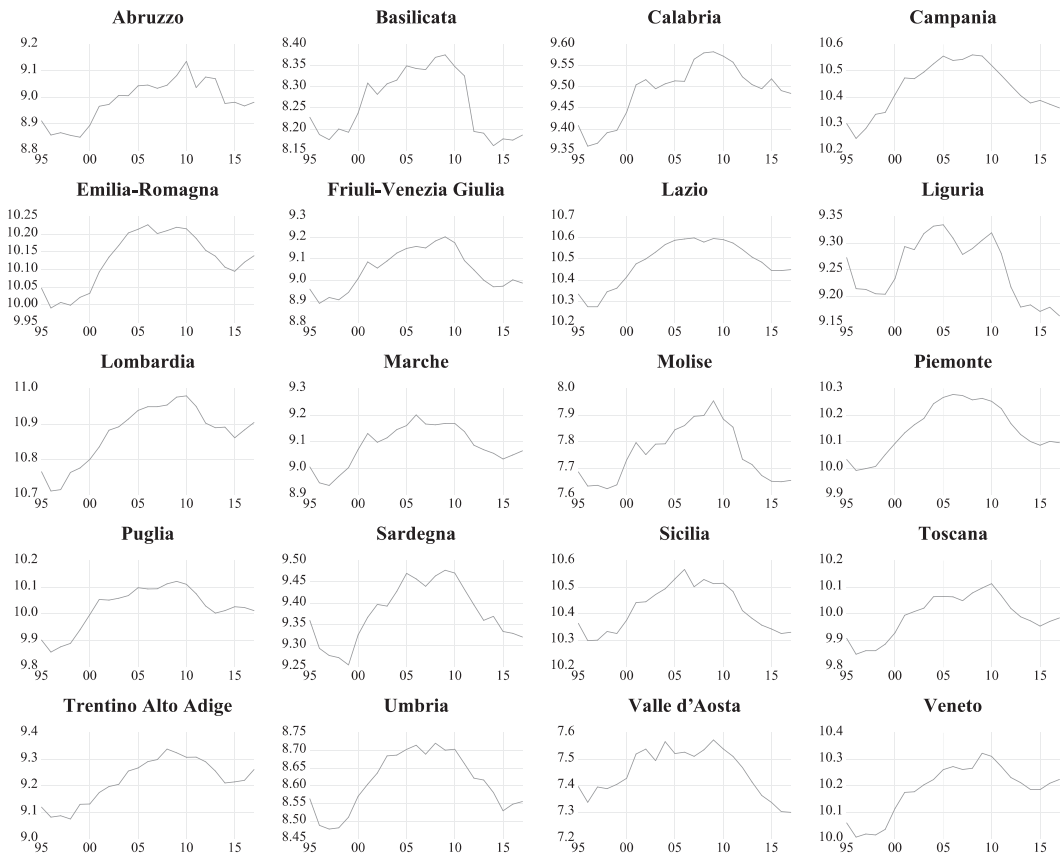 Abruzzo Basilicata Calabria Campania
9.2 8.40 9.60 10.6
9.1 8.35 9.55 10.5
9.0 8.30 9.50 10.4
8.9 8.25 9.45 10.3
8.8 8.20 9.40 10.2
8.15 9.35
95 00 05 10 15 95 00 05 10 15 95 00 05 10 15 95 00 05 10 15
Emilia-Romagna Friuli-Venezia Giulia Lazio Liguria
10.25 9.3 10.7 9.35
10.20 9.2 10.6 9.30
10.15 9.1 10.5 9.25
10.10 9.0 10.4 9.20
10.05 8.9 10.3 9.15
10.00 8.8 10.2
9.95
95 00 05 10 15 95 00 05 10 15 95 00 05 10 15 95 00 05 10 15
Lombardia Marche Molise Piemonte
11.0 9.3 8.0 10.3
10.9 9.2 7.9 10.2
10.8 9.1 7.8 10.1
10.7 9.0 7.7 10.0
8.9 7.6 9.9
95 00 05 10 15 95 00 05 10 15 95 00 05 10 15 95 00 05 10 15
Puglia Sardegna Sicilia Toscana
10.2 9.50 10.6 10.2
10.1 9.45 10.5 10.1
10.0 9.40 10.4 10.0
9.9 9.35 10.3 9.9
9.8 9.30 10.2 9.8
9.25
95 00 05 10 15 95 00 05 10 15 95 00 05 10 15 95 00 05 10 15
Trentino Alto Adige Umbria Valle d’Aosta Veneto
9.4 8.75 7.6 10.4
9.3 8.70 7.5 10.3
9.2 8.65 7.4 10.2
9.1 8.60 7.3 10.1
9.0 8.55 7.2 10.0
8.50
8.45
95 00 05 10 15 95 00 05 10 15 95 00 05 10 15 95 00 05 10 15